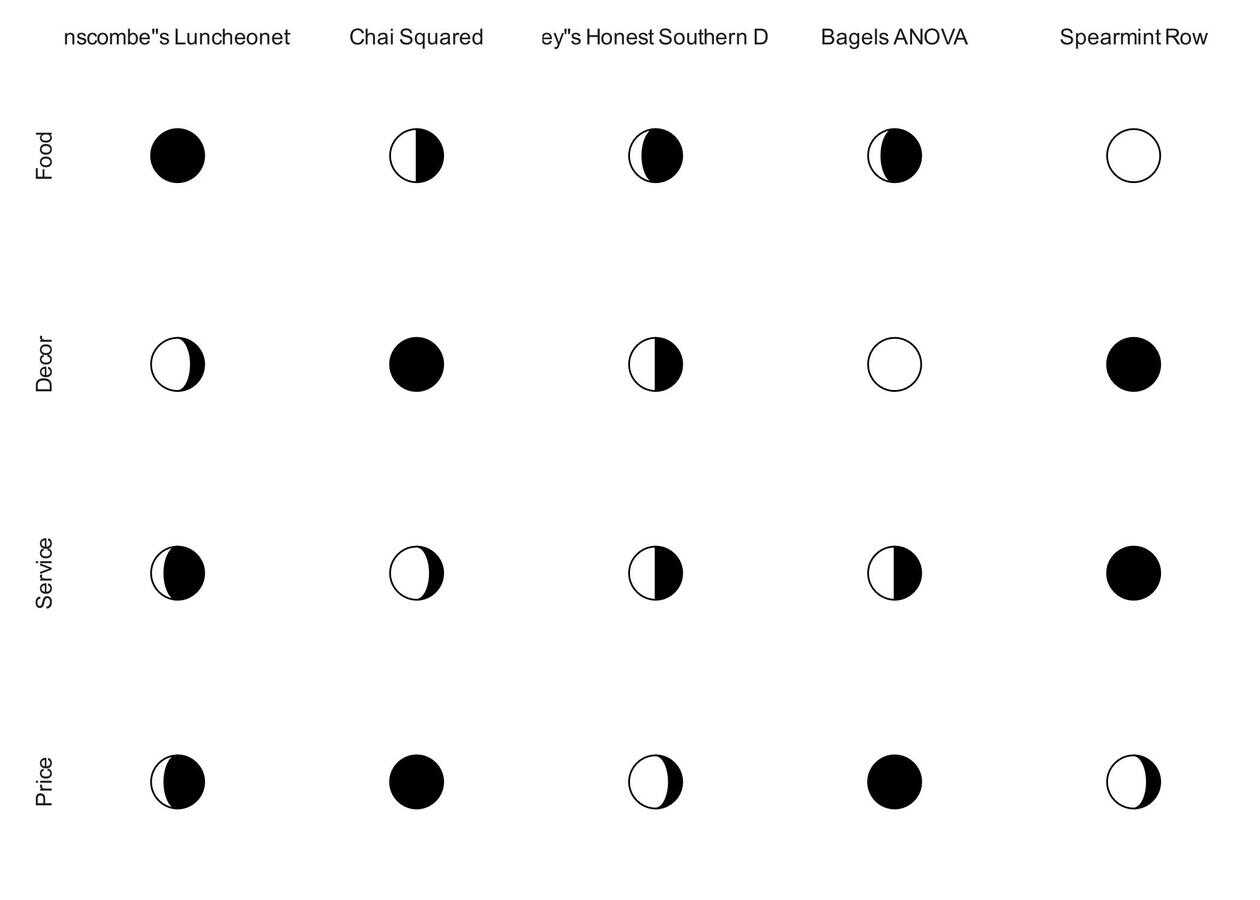 nscombe"s Luncheonet
Chai Squared
ey"s Honest Southern D
Bagels ANOVA
Spearmint Row
Food
Decor
Service
Price